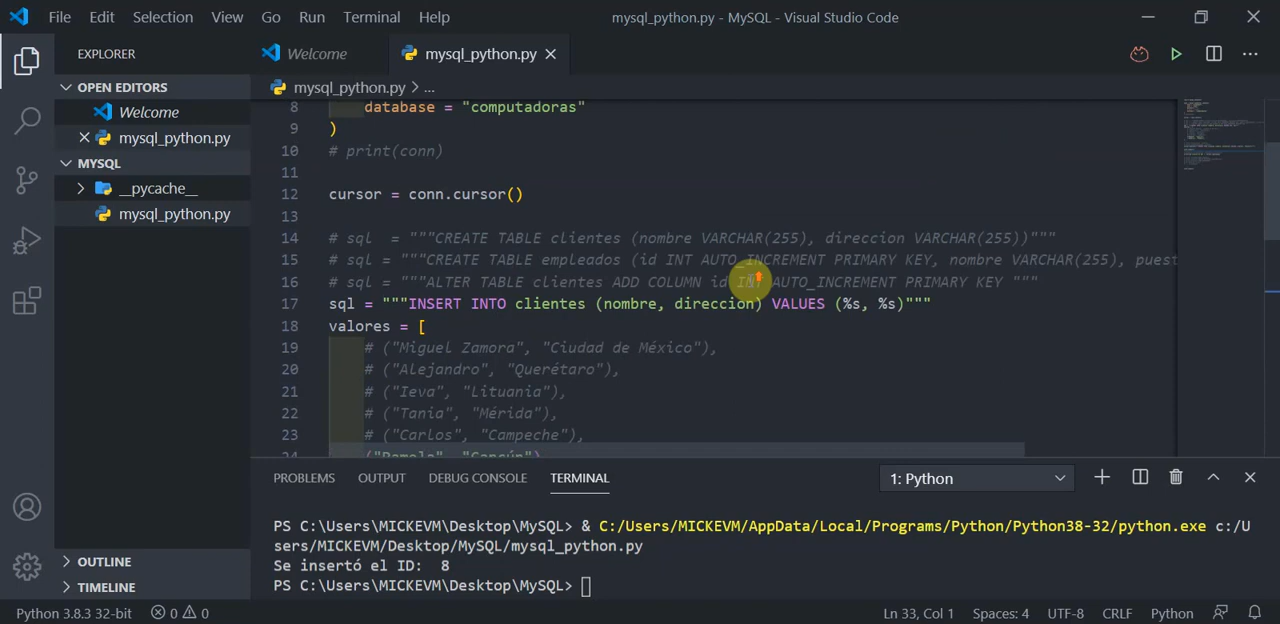 File Edit Selection View Go Run Terminal Help mysql_python.py - MySQL - Visual Studio Code
EXPLORER
Welcome mysql_python.py
OPEN EDITORS
Welcome
mysql_python.py
MYSQL
__pycache__
mysql_python.py
OUTLINE
TIMELINE
mysql_python.py > ...
8 database = "computadoras"
9 )
10 # print(conn)
11
12 cursor = conn.cursor()
13
14 # sql  = """CREATE TABLE clientes (nombre VARCHAR(255), direccion VARCHAR(255))"""
15 # sql = """CREATE TABLE empleados (id INT AUTO_INCREMENT PRIMARY KEY, nombre VARCHAR(255), puest
16 # sql = """ALTER TABLE clientes ADD COLUMN id INT AUTO_INCREMENT PRIMARY KEY """
17 sql = """INSERT INTO clientes (nombre, direccion) VALUES (%s, %s)"""
18 valores = [
19 # ("Miguel Zamora", "Ciudad de México"),
20 # ("Alejandro", "Querétaro"),
21 # ("Ieva", "Lituania"),
22 # ("Tania", "Mérida"),
23 # ("Carlos", "Campeche"),
24 ("Pamela", "Cancún")
PROBLEMS OUTPUT DEBUG CONSOLE TERMINAL 1: Python
PS C:\Users\MICKEVM\Desktop\MySQL> & C:/Users/MICKEVM/AppData/Local/Programs/Python/Python38-32/python.exe c:/U
sers/MICKEVM/Desktop/MySQL/mysql_python.py
Se insertó el ID:  8
PS C:\Users\MICKEVM\Desktop\MySQL>
Python 3.8.3 32-bit 0 0 Ln 33, Col 1 Spaces: 4 UTF-8 CRLF Python